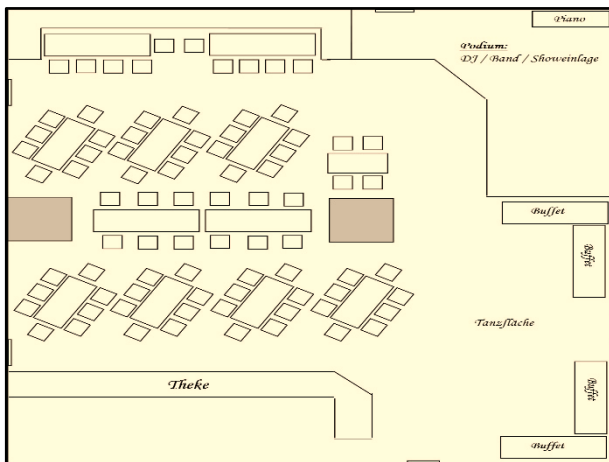 Piano
Podium:
DJ / Band / Showeinlage
Buffet
Buffet
Tanzfläche
Theke
Buffet
Buffet